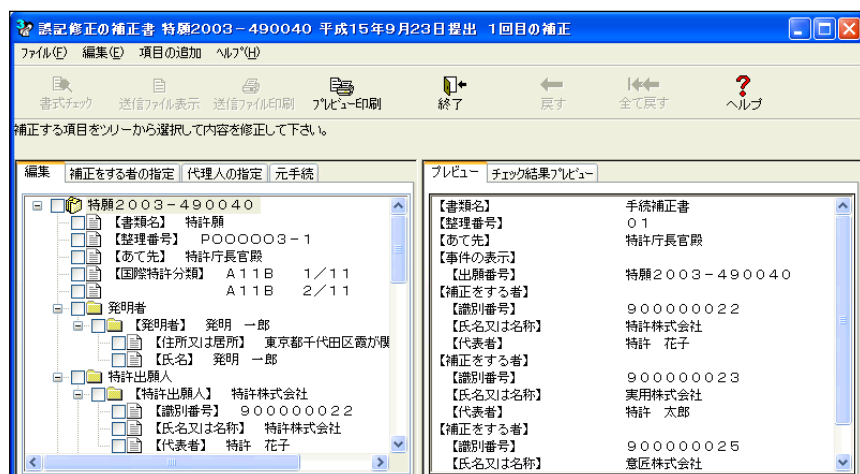 誤記修正の補正書 特願2003-490040 平成15年9月23日提出 1回目の補正
ファイル(F) 編集(E) 項目の追加 ヘルプ(H)
書式チェック 送信ファイル表示 送信ファイル印刷 プレビュー印刷 終了 戻す 全て戻す ヘルプ
補正する項目をツリーから選択して内容を修正して下さい。
編集 補正をする者の指定 代理人の指定 元手続
特願2003-490040
【書類名】 特許願
【整理番号】 P000003-1
【あて先】 特許庁長官殿
【国際特許分類】 A11B 1/11
A11B 2/11
発明者
【発明者】 発明 一郎
【住所又は居所】 東京都千代田区霞が関
【氏名】 発明 一郎
特許出願人
【特許出願人】 特許株式会社
【識別番号】 900000022
【氏名又は名称】 特許株式会社
【代表者】 特許 花子
プレビュー チェック結果プレビュー
【書類名】 手続補正書
【整理番号】 01
【あて先】 特許庁長官殿
【事件の表示】
【出願番号】 特願2003-490040
【補正をする者】
【識別番号】 900000022
【氏名又は名称】 特許株式会社
【代表者】 特許 花子
【補正をする者】
【識別番号】 900000023
【氏名又は名称】 実用株式会社
【代表者】 特許 太郎
【補正をする者】
【識別番号】 900000025
【氏名又は名称】 意匠株式会社